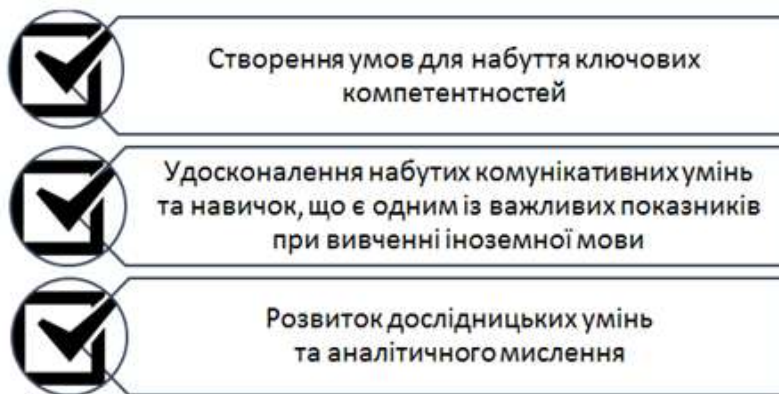 Створення умов для набуття ключових
компетентностей
Удосконалення набутих комунікативних умінь
та навичок, що є одним із важливих показників
при вивченні іноземної мови
Розвиток дослідницьких умінь
та аналітичного мислення